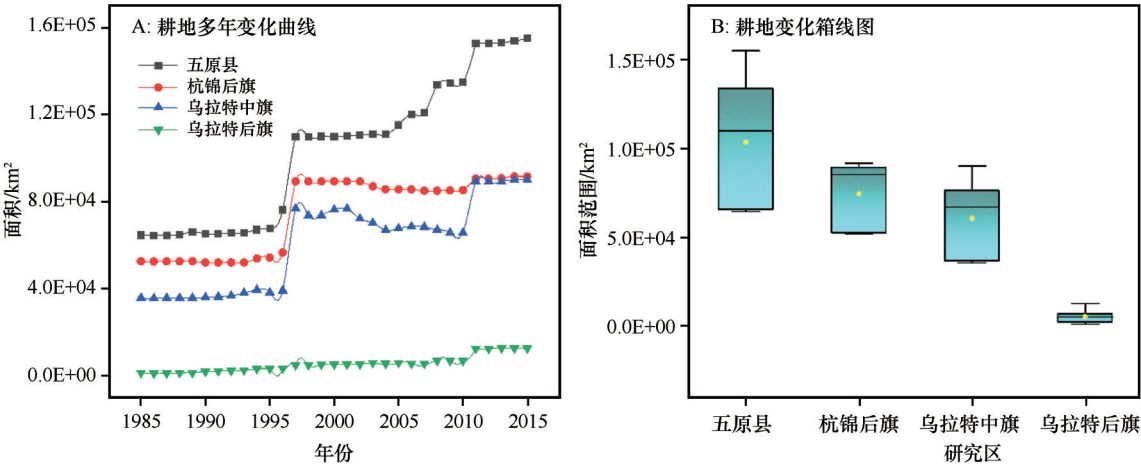 A: 耕地多年变化曲线
五原县
杭锦后旗
乌拉特中旗
乌拉特后旗
1.6E+05
1.2E+05
8.0E+04
4.0E+04
0.0E+00
面积/km²
1985 1990 1995 2000 2005 2010 2015
年份
B: 耕地变化箱线图
1.5E+05
1.0E+05
5.0E+04
0.0E+00
面积范围/km²
五原县 杭锦后旗 乌拉特中旗 乌拉特后旗
研究区